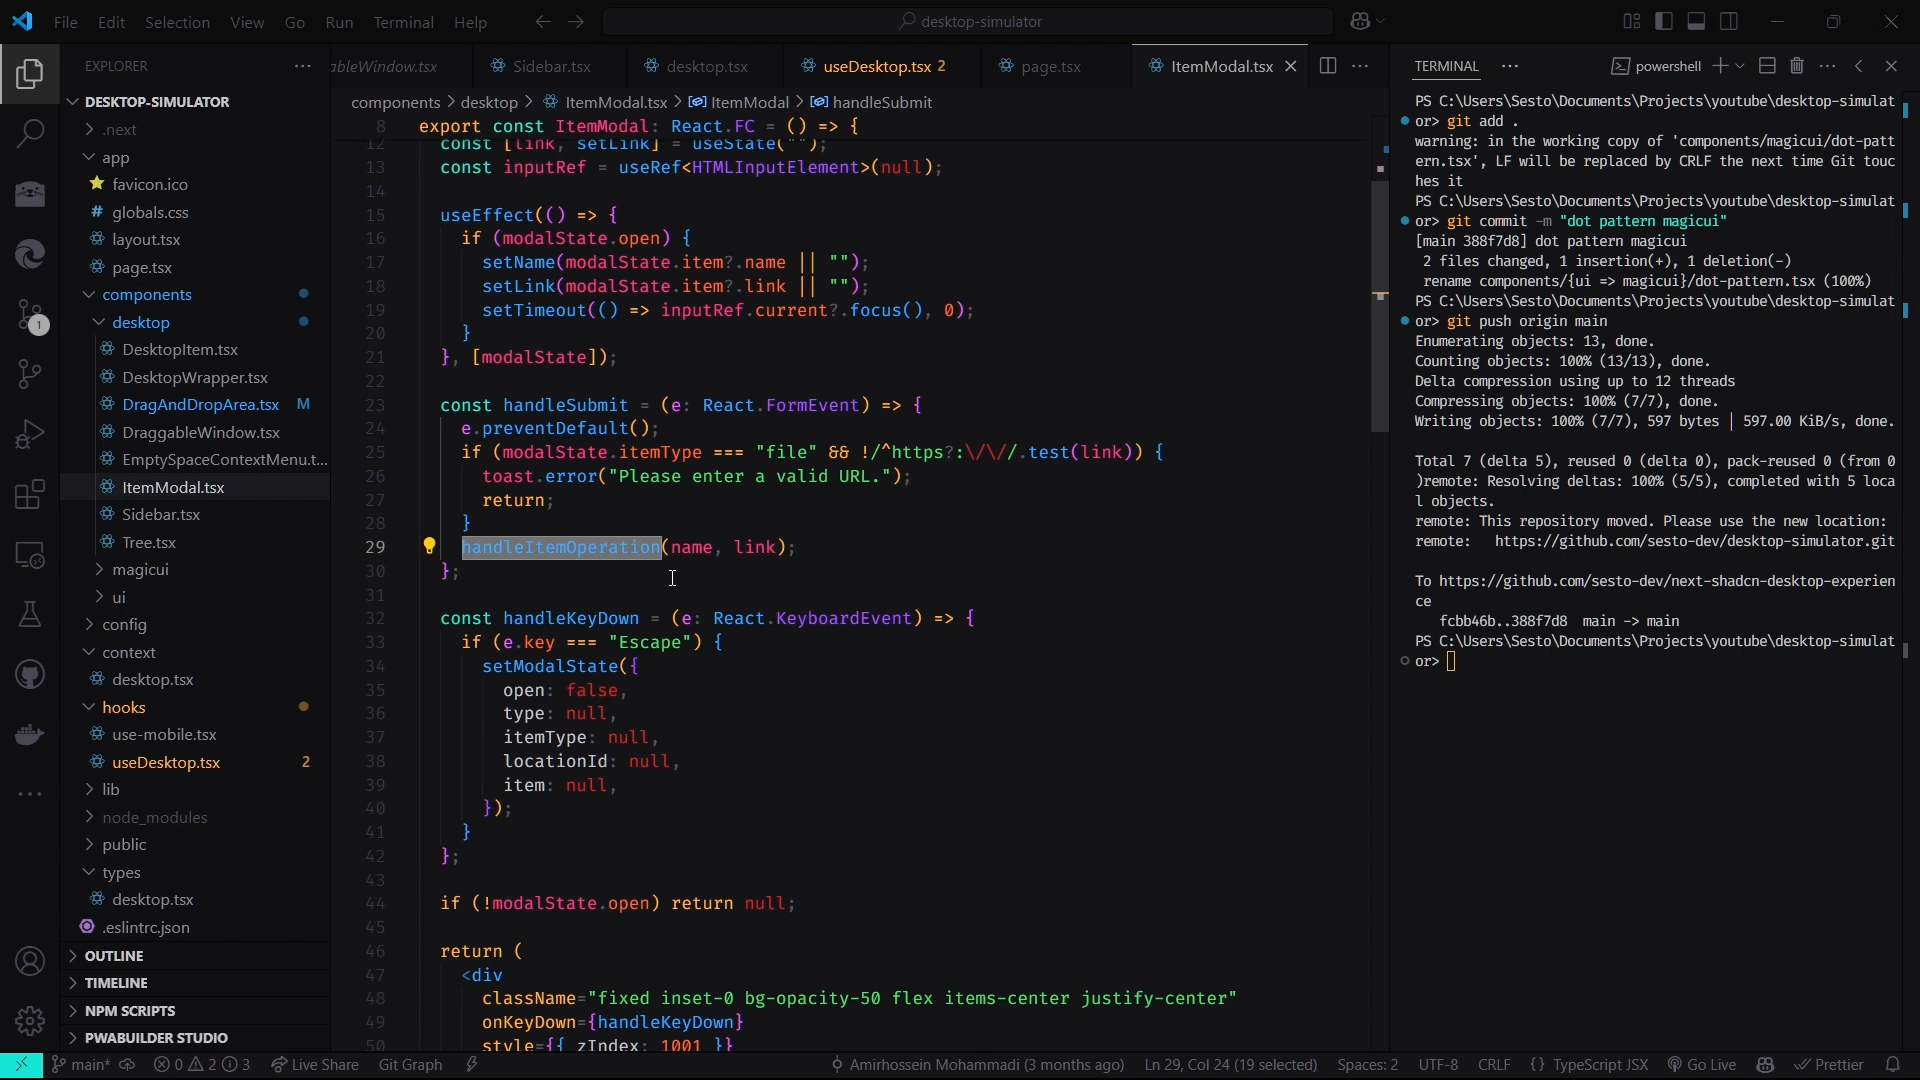 File Edit Selection View Go Run Terminal Help
desktop-simulator
EXPLORER
DESKTOP-SIMULATOR
.next
app
favicon.ico
# globals.css
layout.tsx
page.tsx
components
desktop
DesktopItem.tsx
DesktopWrapper.tsx
DragAndDropArea.tsx M
DraggableWindow.tsx
EmptySpaceContextMenu.t...
ItemModal.tsx
Sidebar.tsx
Tree.tsx
magicui
ui
config
context
desktop.tsx
hooks
use-mobile.tsx
useDesktop.tsx 2
lib
node_modules
public
types
desktop.tsx
.eslintrc.json
OUTLINE
TIMELINE
NPM SCRIPTS
PWABUILDER STUDIO
1
ableWindow.tsx Sidebar.tsx desktop.tsx useDesktop.tsx 2 page.tsx ItemModal.tsx
components > desktop > ItemModal.tsx > ItemModal > handleSubmit
8 export const ItemModal: React.FC = () => {
12 const [link, setLink] = useState("");
13 const inputRef = useRef<HTMLInputElement>(null);
14
15 useEffect(() => {
16 if (modalState.open) {
17 setName(modalState.item?.name || "");
18 setLink(modalState.item?.link || "");
19 setTimeout(() => inputRef.current?.focus(), 0);
20 }
21 }, [modalState]);
22
23 const handleSubmit = (e: React.FormEvent) => {
24 e.preventDefault();
25 if (modalState.itemType === "file" && !/^https?:\/\//.test(link)) {
26 toast.error("Please enter a valid URL.");
27 return;
28 }
29 handleItemOperation(name, link);
30 };
31
32 const handleKeyDown = (e: React.KeyboardEvent) => {
33 if (e.key === "Escape") {
34 setModalState({
35 open: false,
36 type: null,
37 itemType: null,
38 locationId: null,
39 item: null,
40 });
41 }
42 };
43
44 if (!modalState.open) return null;
45
46 return (
47 <div
48 className="fixed inset-0 bg-opacity-50 flex items-center justify-center"
49 onKeyDown={handleKeyDown}
50 style={{ zIndex: 1001 }}
TERMINAL powershell
PS C:\Users\Sesto\Documents\Projects\youtube\desktop-simulat
or> git add .
warning: in the working copy of 'components/magicui/dot-patt
ern.tsx', LF will be replaced by CRLF the next time Git touc
hes it
PS C:\Users\Sesto\Documents\Projects\youtube\desktop-simulat
or> git commit -m "dot pattern magicui"
[main 388f7d8] dot pattern magicui
2 files changed, 1 insertion(+), 1 deletion(-)
rename components/{ui => magicui}/dot-pattern.tsx (100%)
PS C:\Users\Sesto\Documents\Projects\youtube\desktop-simulat
or> git push origin main
Enumerating objects: 13, done.
Counting objects: 100% (13/13), done.
Delta compression using up to 12 threads
Compressing objects: 100% (7/7), done.
Writing objects: 100% (7/7), 597 bytes | 597.00 KiB/s, done.
Total 7 (delta 5), reused 0 (delta 0), pack-reused 0 (from 0
)remote: Resolving deltas: 100% (5/5), completed with 5 loca
l objects.
remote: This repository moved. Please use the new location:
remote: https://github.com/sesto-dev/desktop-simulator.git
To https://github.com/sesto-dev/next-shadcn-desktop-experien
ce
fcbb46b..388f7d8 main -> main
PS C:\Users\Sesto\Documents\Projects\youtube\desktop-simulat
or>
main* 0 2 3 Live Share Git Graph Amirhossein Mohammadi (3 months ago) Ln 29, Col 24 (19 selected) Spaces: 2 UTF-8 CRLF {} TypeScript JSX Go Live Prettier